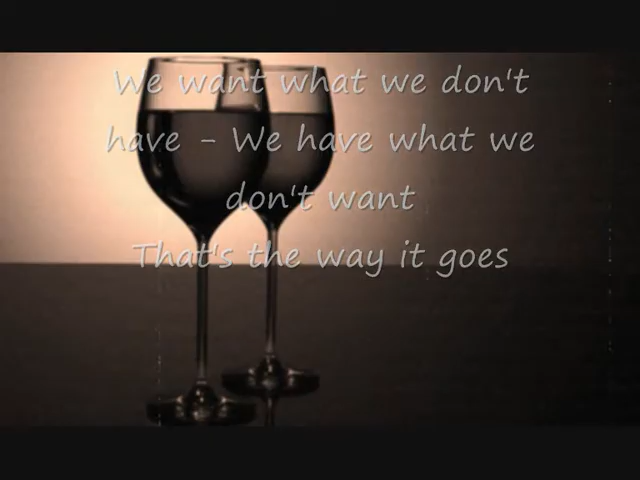 We want what we don't
have - We have what we
don't want
That's the way it goes